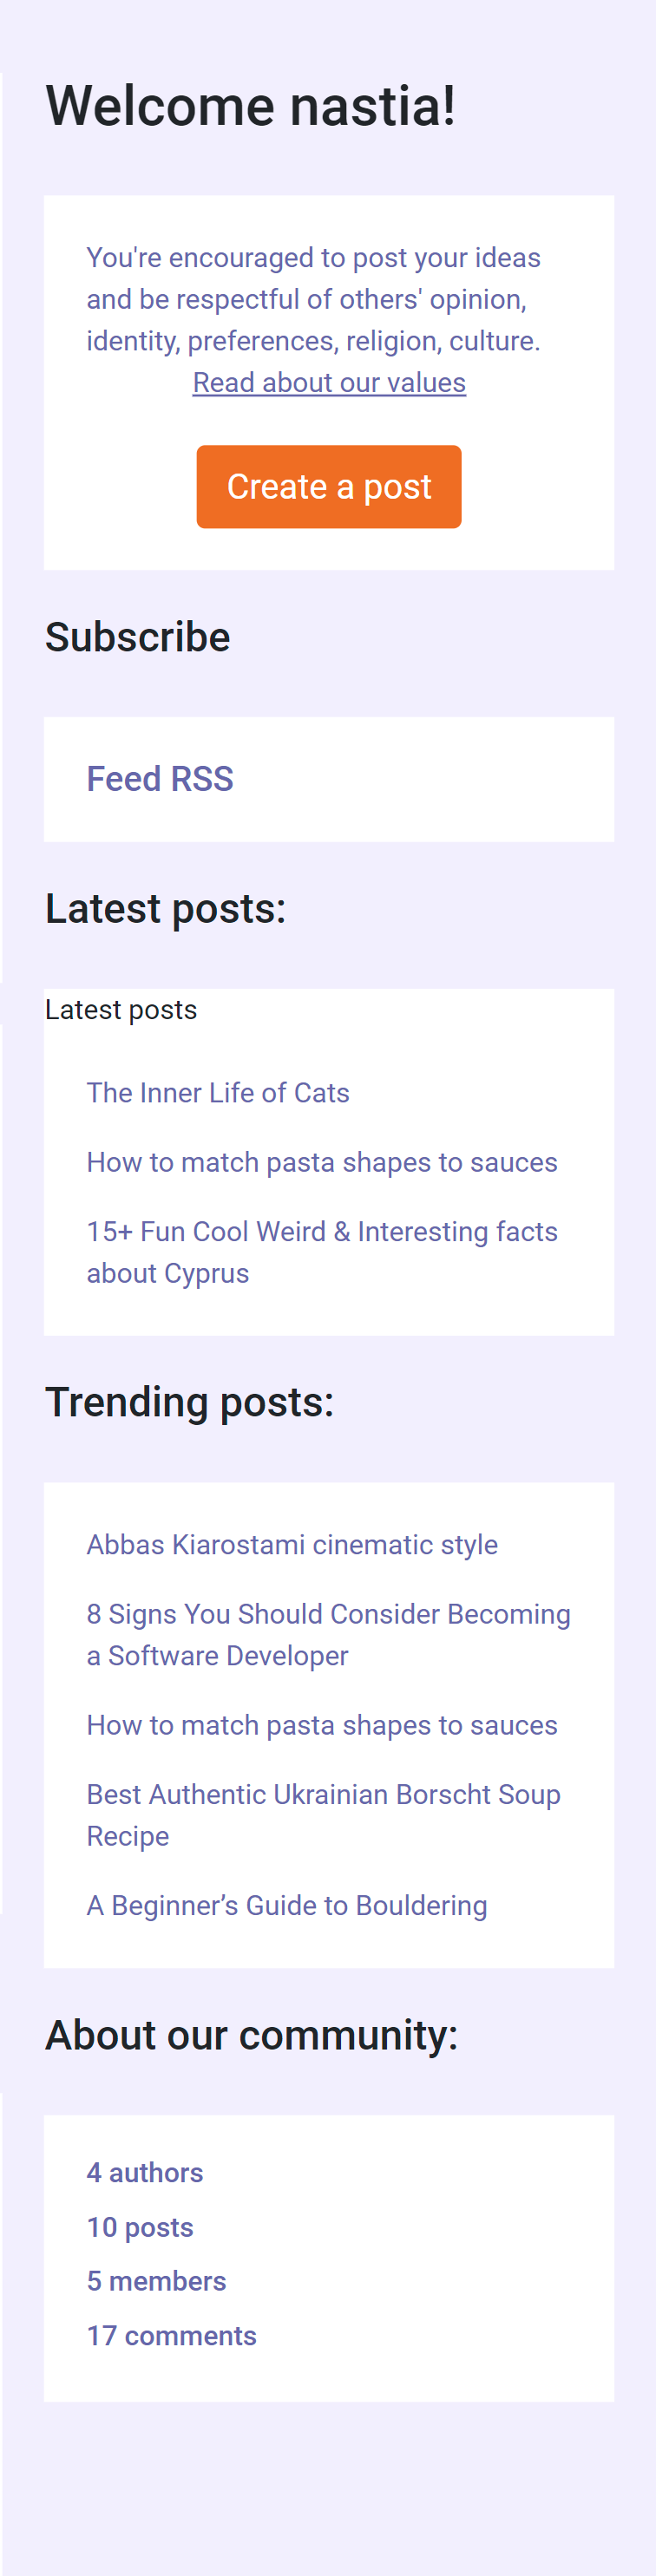 Welcome nastia!
You're encouraged to post your ideas
and be respectful of others' opinion,
identity, preferences, religion, culture.
Read about our values
Create a post
Subscribe
Feed RSS
Latest posts:
Latest posts
The Inner Life of Cats
How to match pasta shapes to sauces
15+ Fun Cool Weird & Interesting facts
about Cyprus
Trending posts:
Abbas Kiarostami cinematic style
8 Signs You Should Consider Becoming
a Software Developer
How to match pasta shapes to sauces
Best Authentic Ukrainian Borscht Soup
Recipe
A Beginner’s Guide to Bouldering
About our community:
4 authors
10 posts
5 members
17 comments